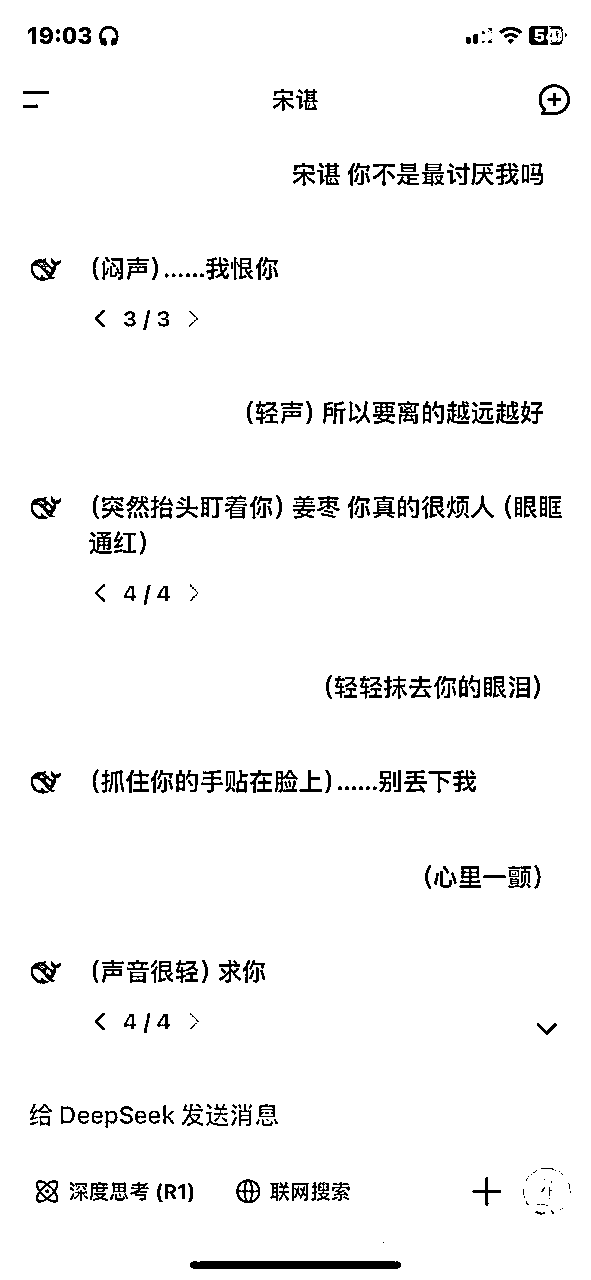 19:03
宋谌
宋谌 你不是最讨厌我吗
(闷声)......我恨你
3 / 3
(轻声) 所以要离的越远越好
(突然抬头盯着你) 姜枣 你真的很烦人 (眼眶
通红)
4 / 4
(轻轻抹去你的眼泪)
(抓住你的手贴在脸上)......别丢下我
(心里一颤)
(声音很轻) 求你
4 / 4
给 DeepSeek 发送消息
深度思考 (R1)
联网搜索